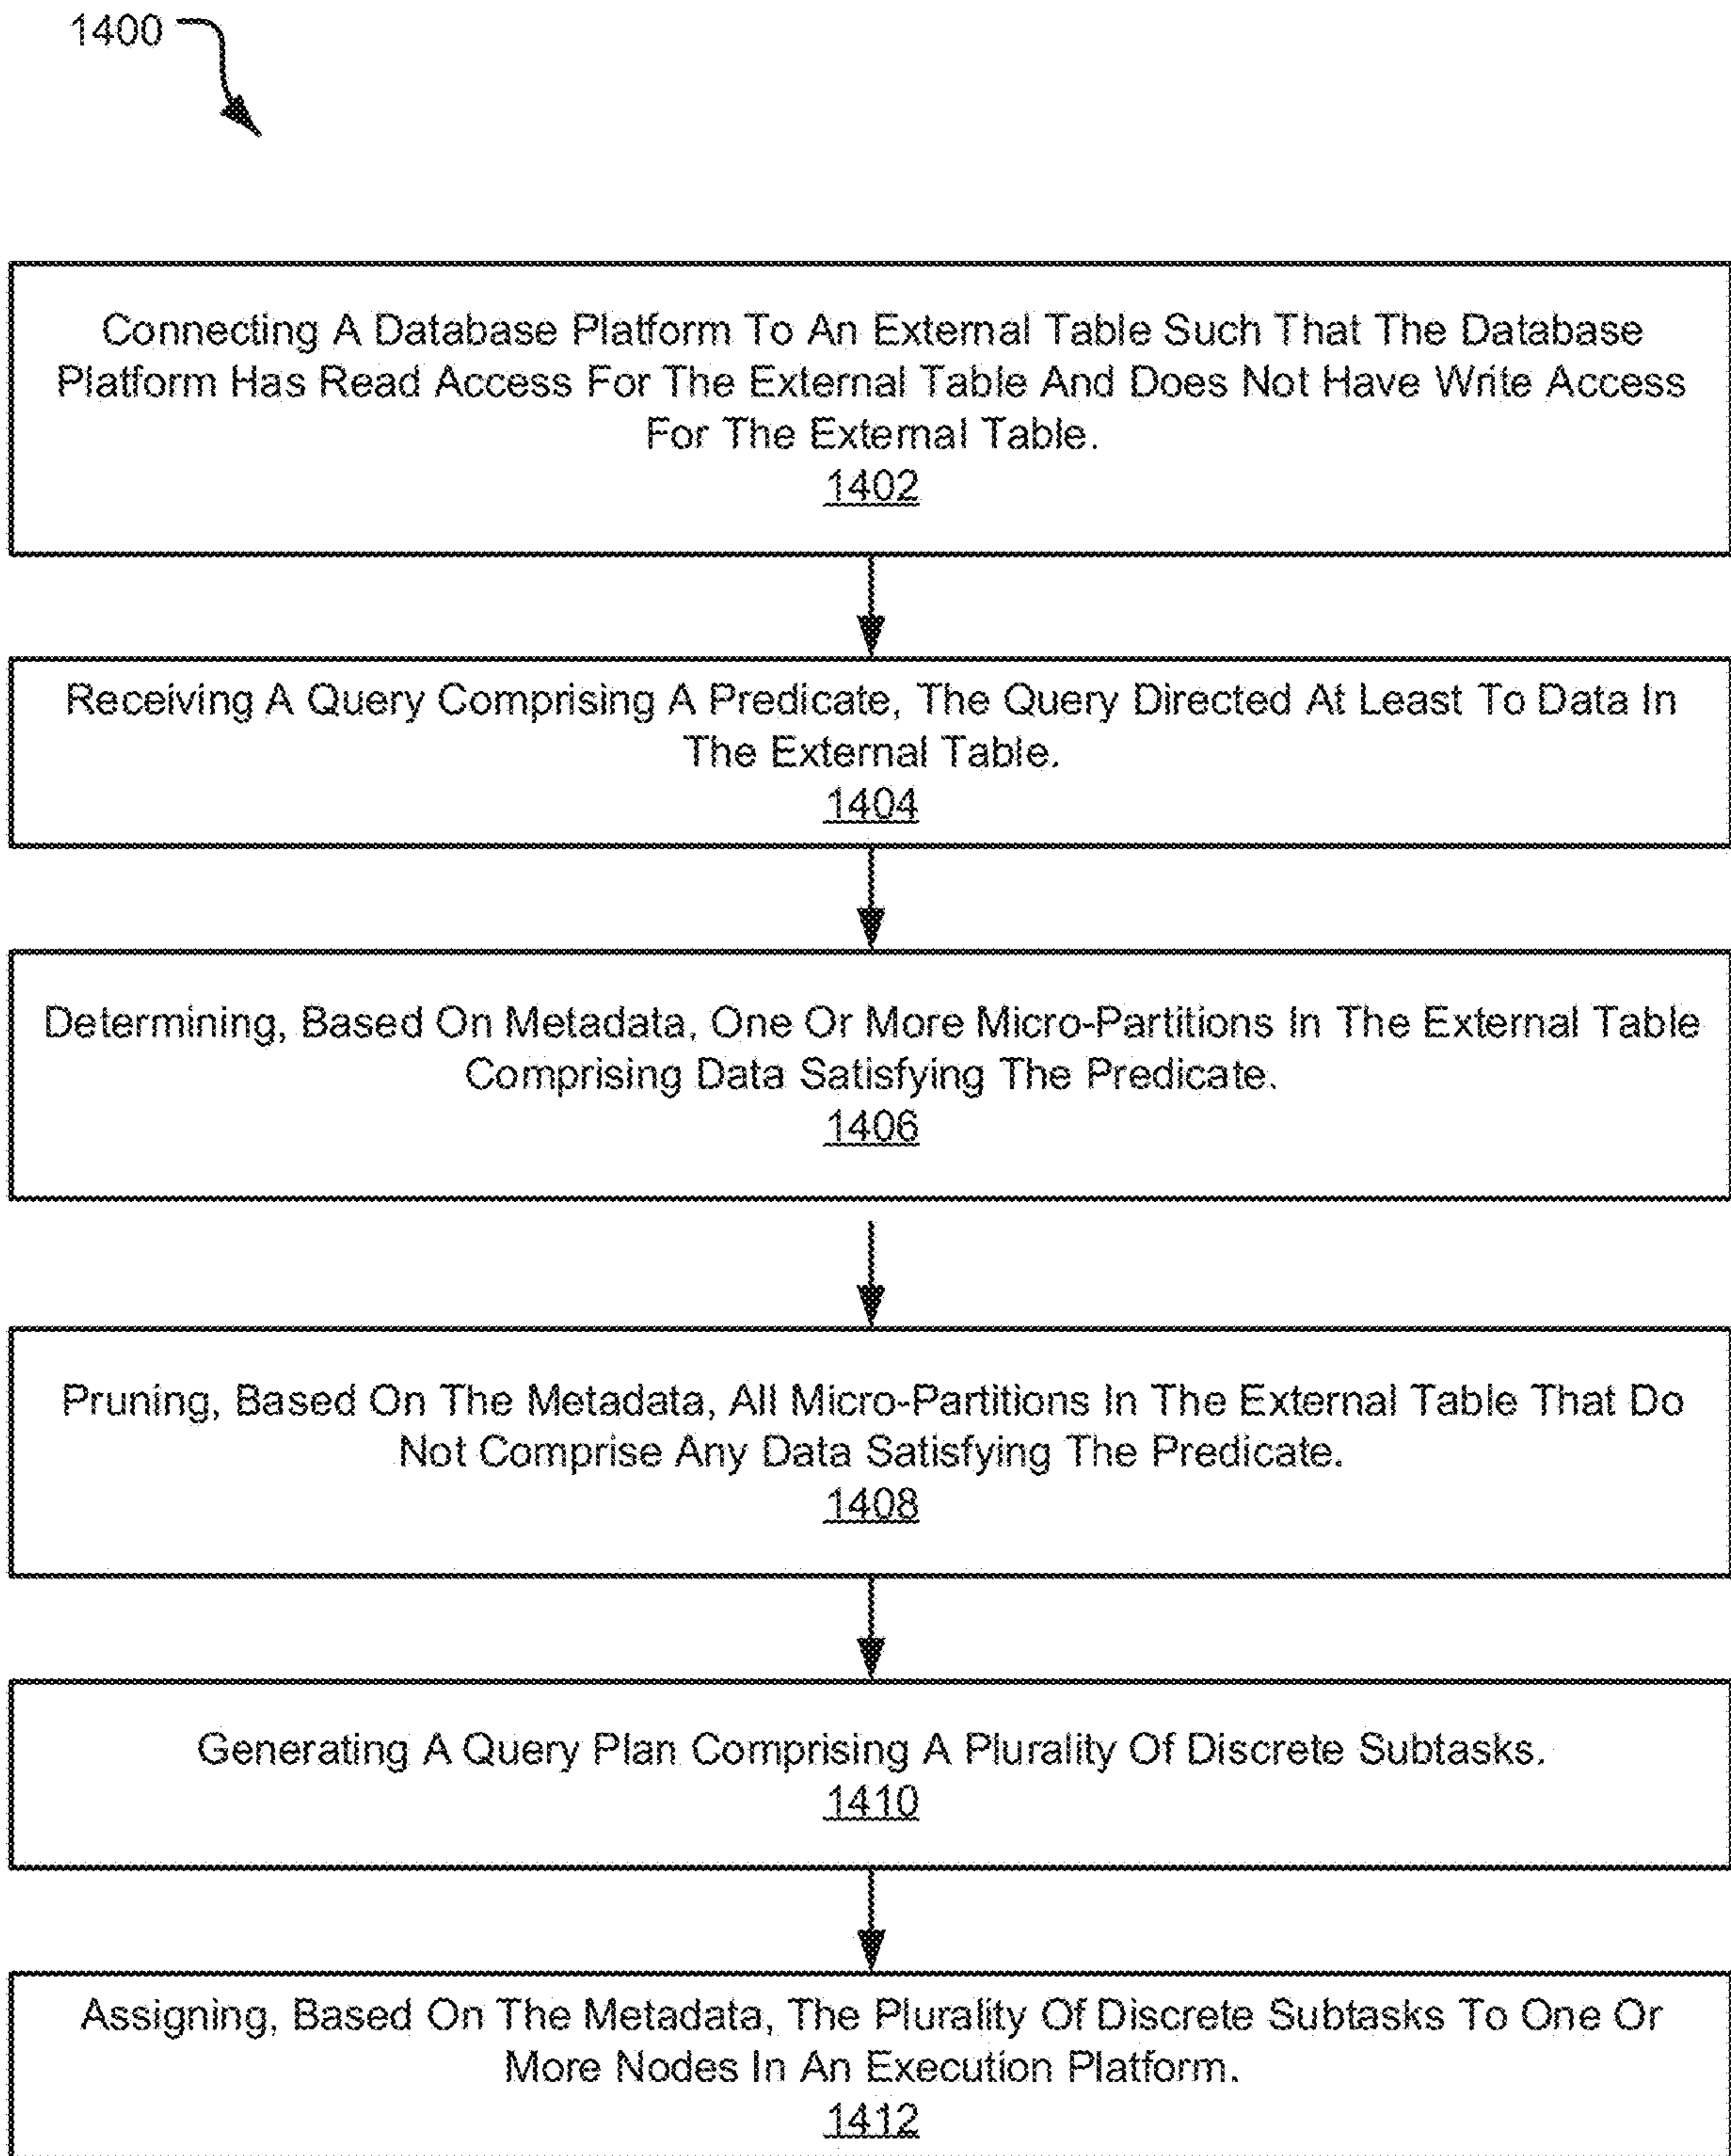 1400
Connecting A Database Platform To An External Table Such That The Database
Platform Has Read Access For The External Table And Does Not Have Write Access
For The External Table.
1402
Receiving A Query Comprising A Predicate, The Query Directed At Least To Data In
The External Table.
1404
Determining, Based On Metadata, One Or More Micro-Partitions In The External Table
Comprising Data Satisfying The Predicate.
1406
Pruning, Based On The Metadata, All Micro-Partitions In The External Table That Do
Not Comprise Any Data Satisfying The Predicate.
1408
Generating A Query Plan Comprising A Plurality Of Discrete Subtasks.
1410
Assigning, Based On The Metadata, The Plurality Of Discrete Subtasks To One Or
More Nodes In An Execution Platform.
1412